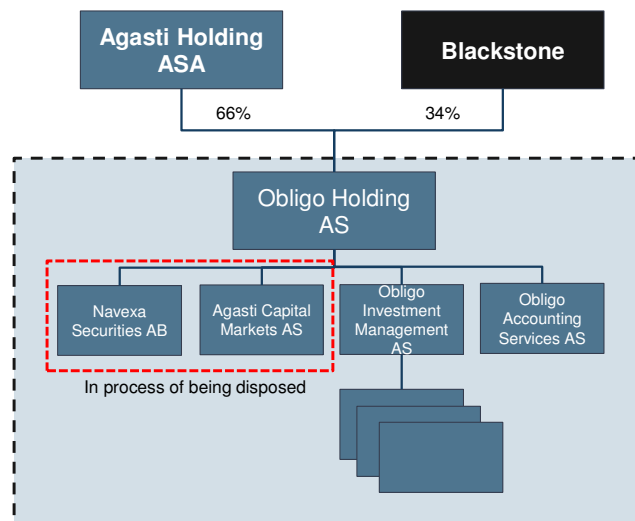 Agasti Holding
ASA
Blackstone
66%
34%
Obligo Holding
AS
Navexa
Securities AB
Agasti Capital
Markets AS
Obligo
Investment
Management
AS
Obligo
Accounting
Services AS
In process of being disposed